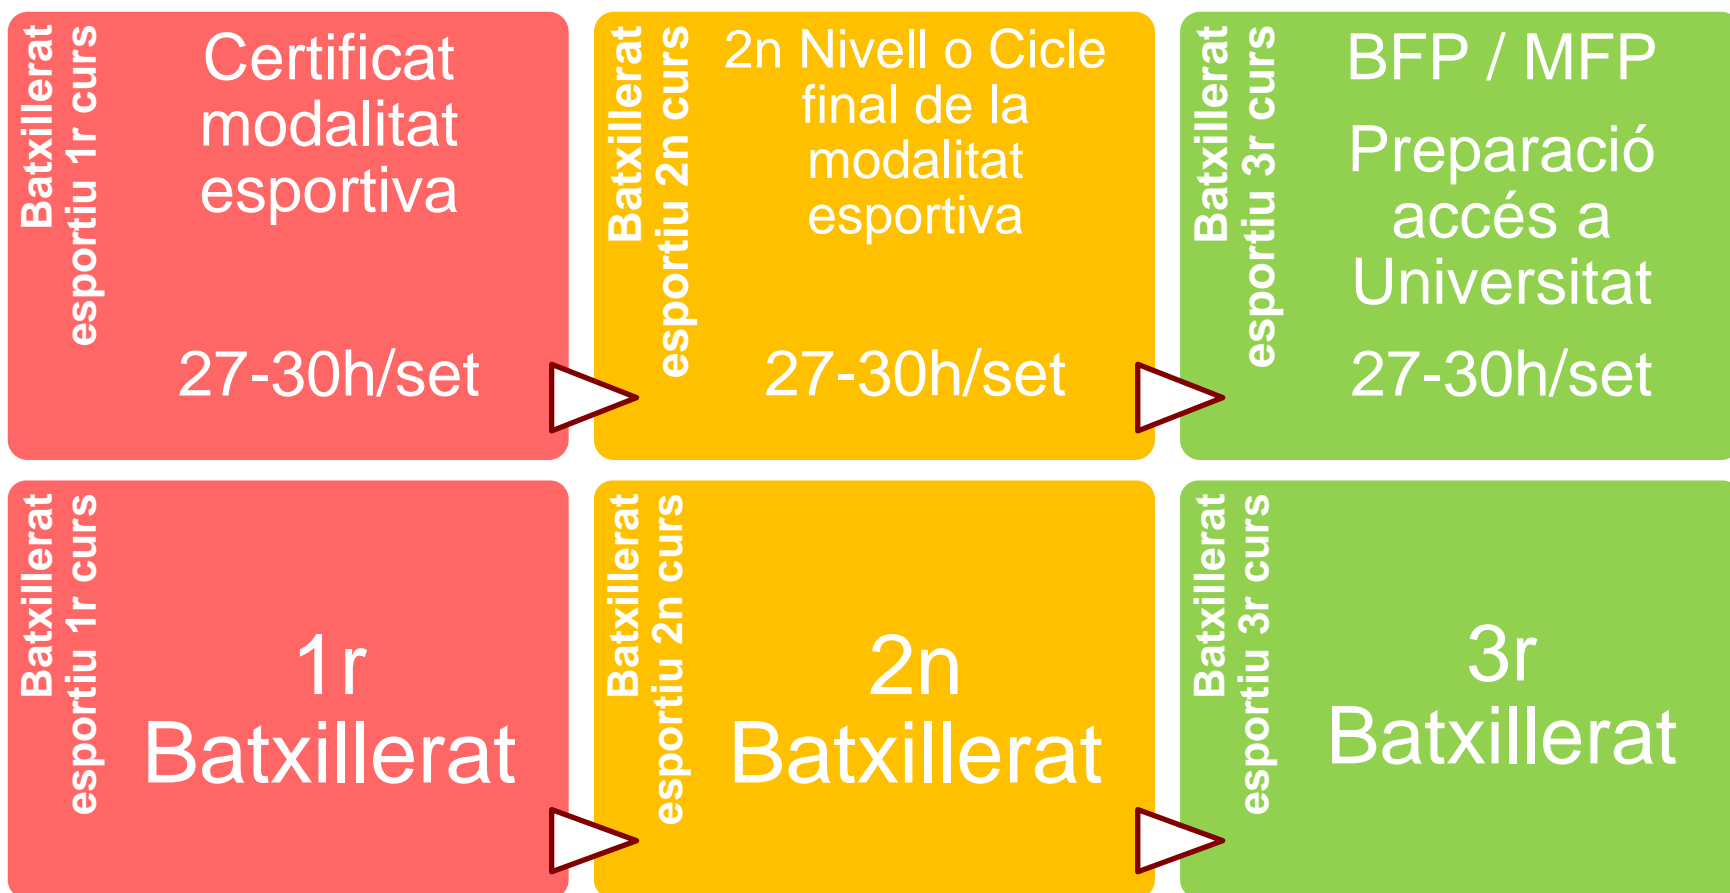 Batxillerat
esportiu 1r curs
Certificat
modalitat
esportiva
27-30h/set
Batxillerat
esportiu 2n curs
2n Nivell o Cicle
final de la
modalitat
esportiva
27-30h/set
Batxillerat
esportiu 3r curs
BFP / MFP
Preparació
accés a
Universitat
27-30h/set
Batxillerat
esportiu 1r curs
1r
Batxillerat
Batxillerat
esportiu 2n curs
2n
Batxillerat
Batxillerat
esportiu 3r curs
3r
Batxillerat